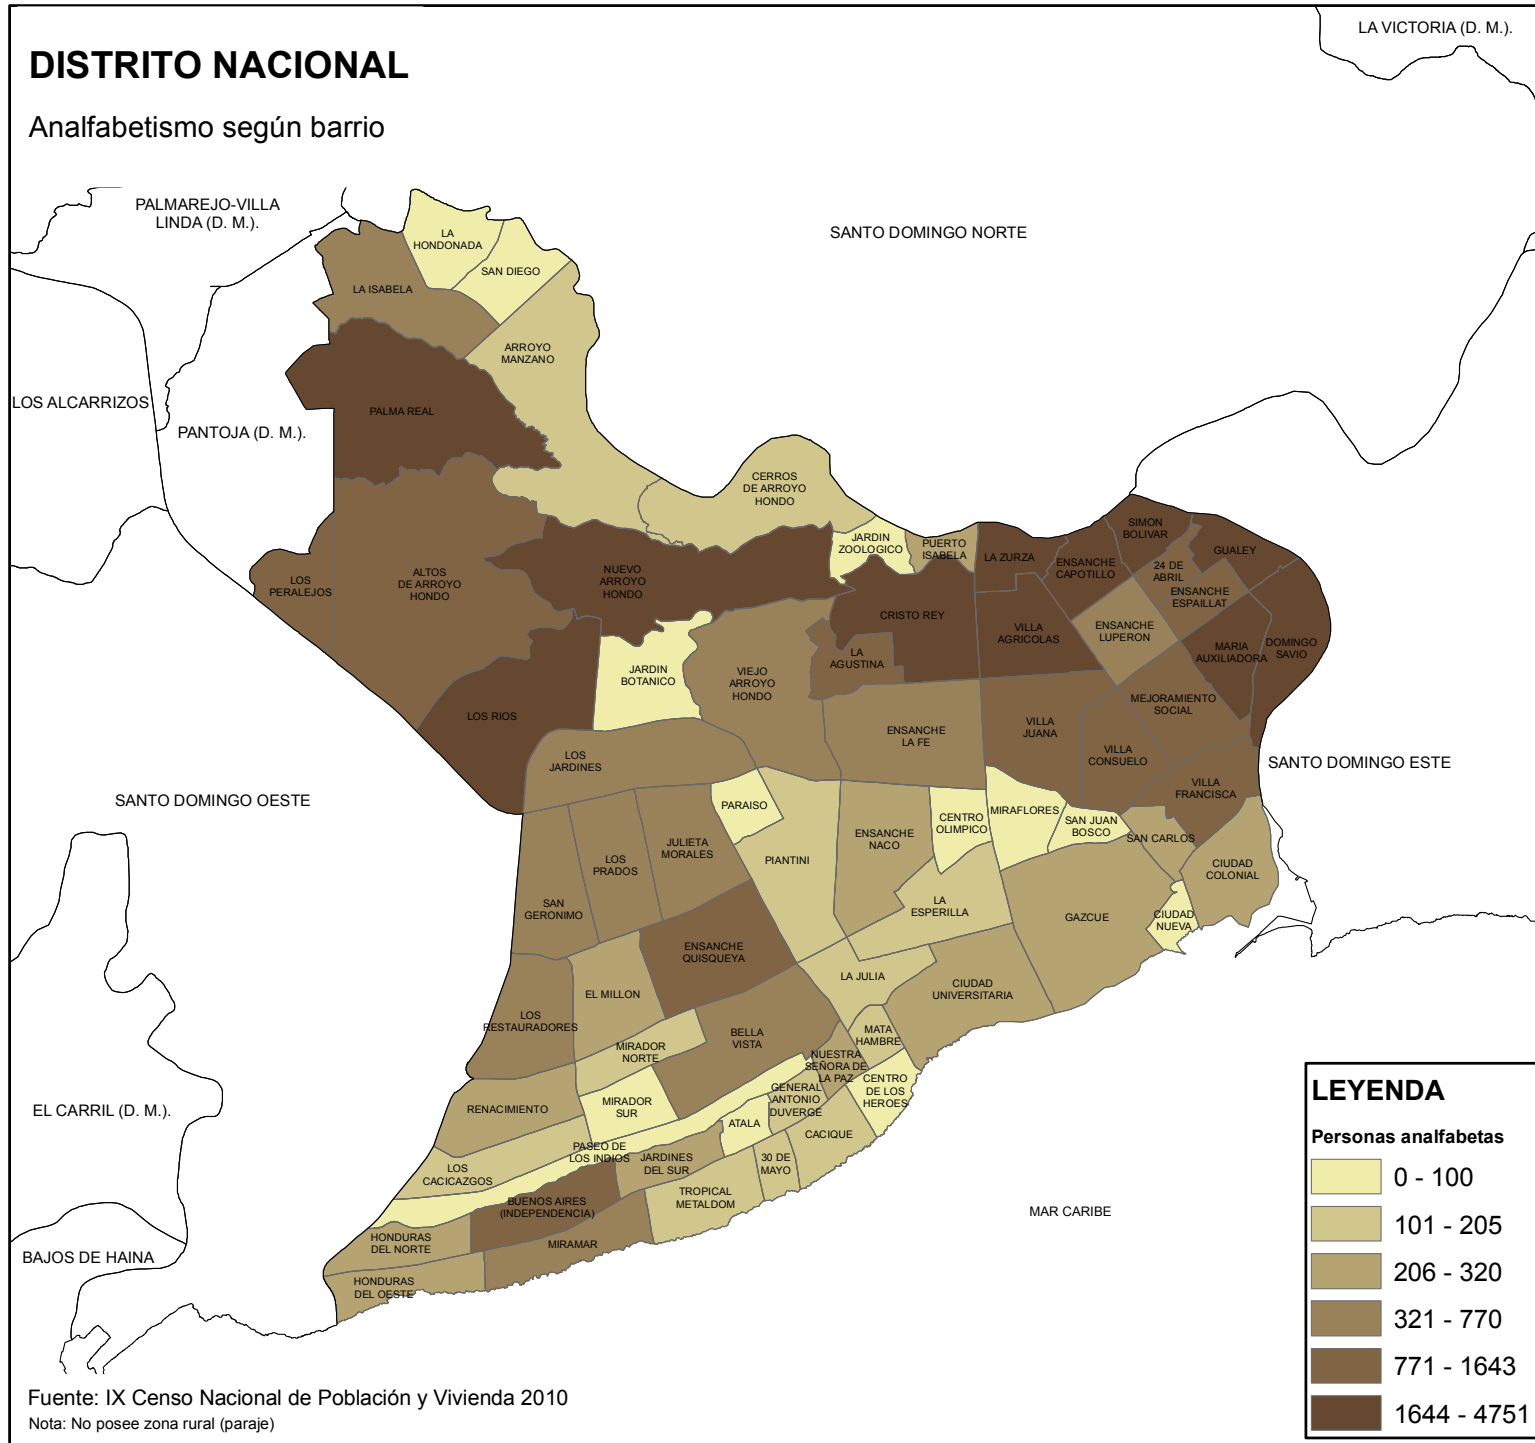 LA VICTORIA (D. M.).
DISTRITO NACIONAL
Analfabetismo según barrio
PALMAREJO-VILLA
LINDA (D. M.).
SANTO DOMINGO NORTE
LA
HONDONADA
SAN DIEGO
LA ISABELA
ARROYO
MANZANO
LOS ALCARRIZOS
PALMA REAL
PANTOJA (D. M.).
CERROS
DE ARROYO
HONDO
JARDIN
ZOOLOGICO
PUERTO
ISABELA
LA ZURZA
ENSANCHE
CAPOTILLO
SIMON
BOLIVAR
GUALEY
24 DE
ABRIL
ENSANCHE
ESPAILLAT
LOS
PERALEJOS
ALTOS
DE ARROYO
HONDO
NUEVO
ARROYO
HONDO
CRISTO REY
VILLA
AGRICOLAS
ENSANCHE
LUPERON
MARIA
AUXILIADORA
DOMINGO
SAVIO
JARDIN
BOTANICO
VIEJO
ARROYO
HONDO
LA
AGUSTINA
LOS RIOS
ENSANCHE
LA FE
VILLA
JUANA
MEJORAMIENTO
SOCIAL
VILLA
CONSUELO
LOS
JARDINES
VILLA
FRANCISCA
SANTO DOMINGO ESTE
SANTO DOMINGO OESTE
PARAISO
ENSANCHE
NACO
CENTRO
OLIMPICO
MIRAFLORES
SAN JUAN
BOSCO
SAN CARLOS
CIUDAD
COLONIAL
JULIETA
MORALES
LOS
PRADOS
PIANTINI
SAN
GERONIMO
LA
ESPERILLA
GAZCUE
CIUDAD
NUEVA
ENSANCHE
QUISQUEYA
EL MILLON
LA JULIA
CIUDAD
UNIVERSITARIA
LOS
RESTAURADORES
BELLA
VISTA
MIRADOR
NORTE
MATA
HAMBRE
NUESTRA
SEÑORA DE
LA PAZ
CENTRO
DE LOS
HEROES
GENERAL
ANTONIO
DUVERGE
RENACIMIENTO
MIRADOR
SUR
ATALA
CACIQUE
EL CARRIL (D. M.).
PASEO DE
LOS INDIOS
JARDINES
DEL SUR
30 DE
MAYO
LOS
CACICAZGOS
TROPICAL
METALDOM
BUENOS AIRES
(INDEPENDENCIA)
MAR CARIBE
HONDURAS
DEL NORTE
MIRAMAR
BAJOS DE HAINA
HONDURAS
DEL OESTE
LEYENDA
Personas analfabetas
0 - 100
101 - 205
206 - 320
321 - 770
771 - 1643
1644 - 4751
Fuente: IX Censo Nacional de Población y Vivienda 2010
Nota: No posee zona rural (paraje)